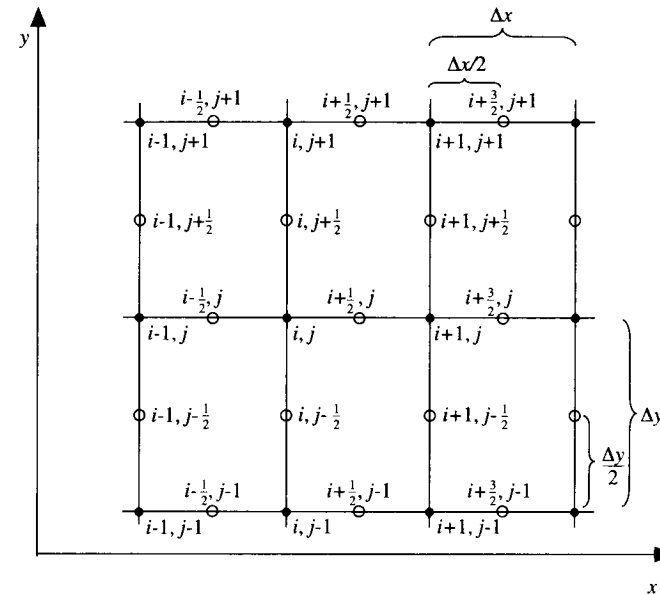 y
Δx
Δx/2
i-½, j+1 i+½, j+1 i+3/2, j+1
i-1, j+1 i, j+1 i+1, j+1
i-1, j+½ i, j+½ i+1, j+½
i-½, j i+½, j i+3/2, j
i-1, j i, j i+1, j
i-1, j-½ i, j-½ i+1, j-½
Δy
Δy/2
i-½, j-1 i+½, j-1 i+3/2, j-1
i-1, j-1 i, j-1 i+1, j-1
x